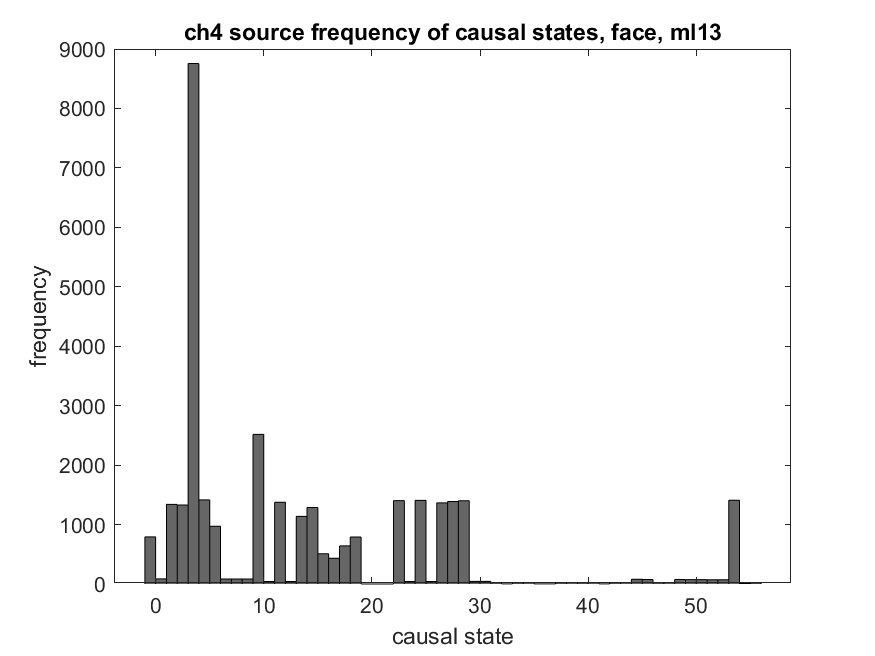 ch4 source frequency of causal states, face, ml13
9000
8000
7000
6000
5000
4000
3000
2000
1000
0
frequency
0 10 20 30 40 50
causal state